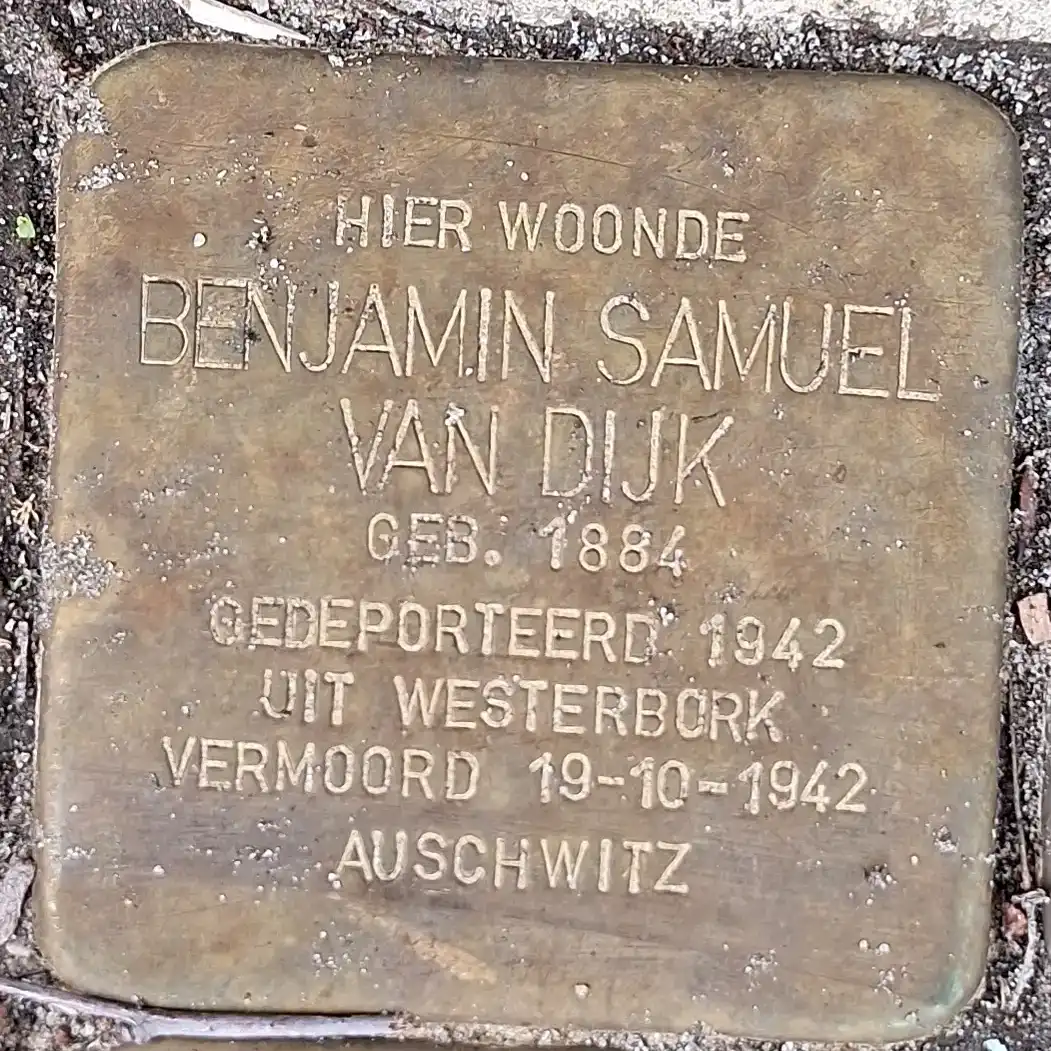 HIER WOONDE
BENJAMIN SAMUEL
VAN DIJK
GEB. 1884
GEDEPORTEERD 1942
UIT WESTERBORK
VERMOORD 19-10-1942
AUSCHWITZ